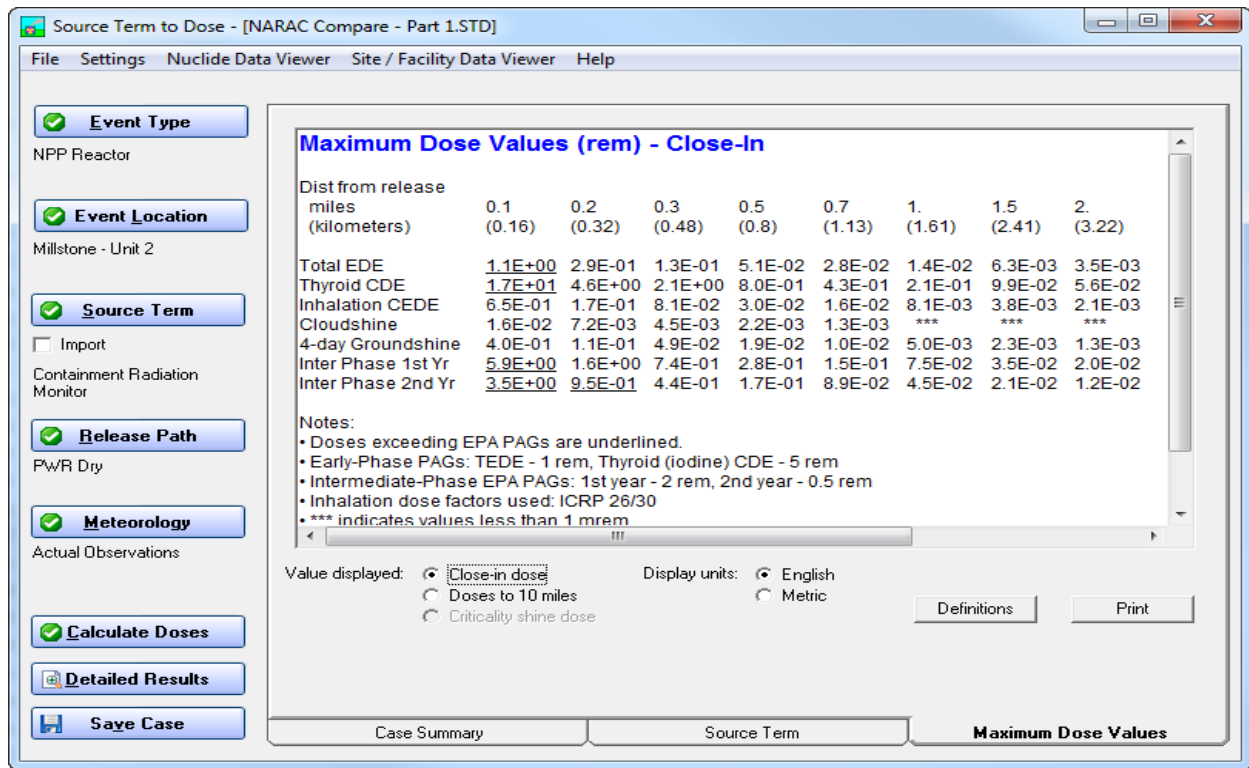 Source Term to Dose - [NARAC Compare - Part 1.STD]
File Settings Nuclide Data Viewer Site / Facility Data Viewer Help
Event Type
NPP Reactor
Event Location
Millstone - Unit 2
Source Term
Import
Containment Radiation
Monitor
Release Path
PWR Dry
Meteorology
Actual Observations
Calculate Doses
Detailed Results
Save Case
Maximum Dose Values (rem) - Close-In
Dist from release
miles 0.1 0.2 0.3 0.5 0.7 1. 1.5 2.
(kilometers) (0.16) (0.32) (0.48) (0.8) (1.13) (1.61) (2.41) (3.22)
Total EDE 1.1E+00 2.9E-01 1.3E-01 5.1E-02 2.8E-02 1.4E-02 6.3E-03 3.5E-03
Thyroid CDE 1.7E+01 4.6E+00 2.1E+00 8.0E-01 4.3E-01 2.1E-01 9.9E-02 5.6E-02
Inhalation CEDE 6.5E-01 1.7E-01 8.1E-02 3.0E-02 1.6E-02 8.1E-03 3.8E-03 2.1E-03
Cloudshine 1.6E-02 7.2E-03 4.5E-03 2.2E-03 1.3E-03 *** *** ***
4-day Groundshine 4.0E-01 1.1E-01 4.9E-02 1.9E-02 1.0E-02 5.0E-03 2.3E-03 1.3E-03
Inter Phase 1st Yr 5.9E+00 1.6E+00 7.4E-01 2.8E-01 1.5E-01 7.5E-02 3.5E-02 2.0E-02
Inter Phase 2nd Yr 3.5E+00 9.5E-01 4.4E-01 1.7E-01 8.9E-02 4.5E-02 2.1E-02 1.2E-02
Notes:
• Doses exceeding EPA PAGs are underlined.
• Early-Phase PAGs: TEDE - 1 rem, Thyroid (iodine) CDE - 5 rem
• Intermediate-Phase EPA PAGs: 1st year - 2 rem, 2nd year - 0.5 rem
• Inhalation dose factors used: ICRP 26/30
• *** indicates values less than 1 mrem
Value displayed: Close-in dose Display units: English
Doses to 10 miles Metric
Criticality shine dose
Definitions Print
Case Summary Source Term Maximum Dose Values